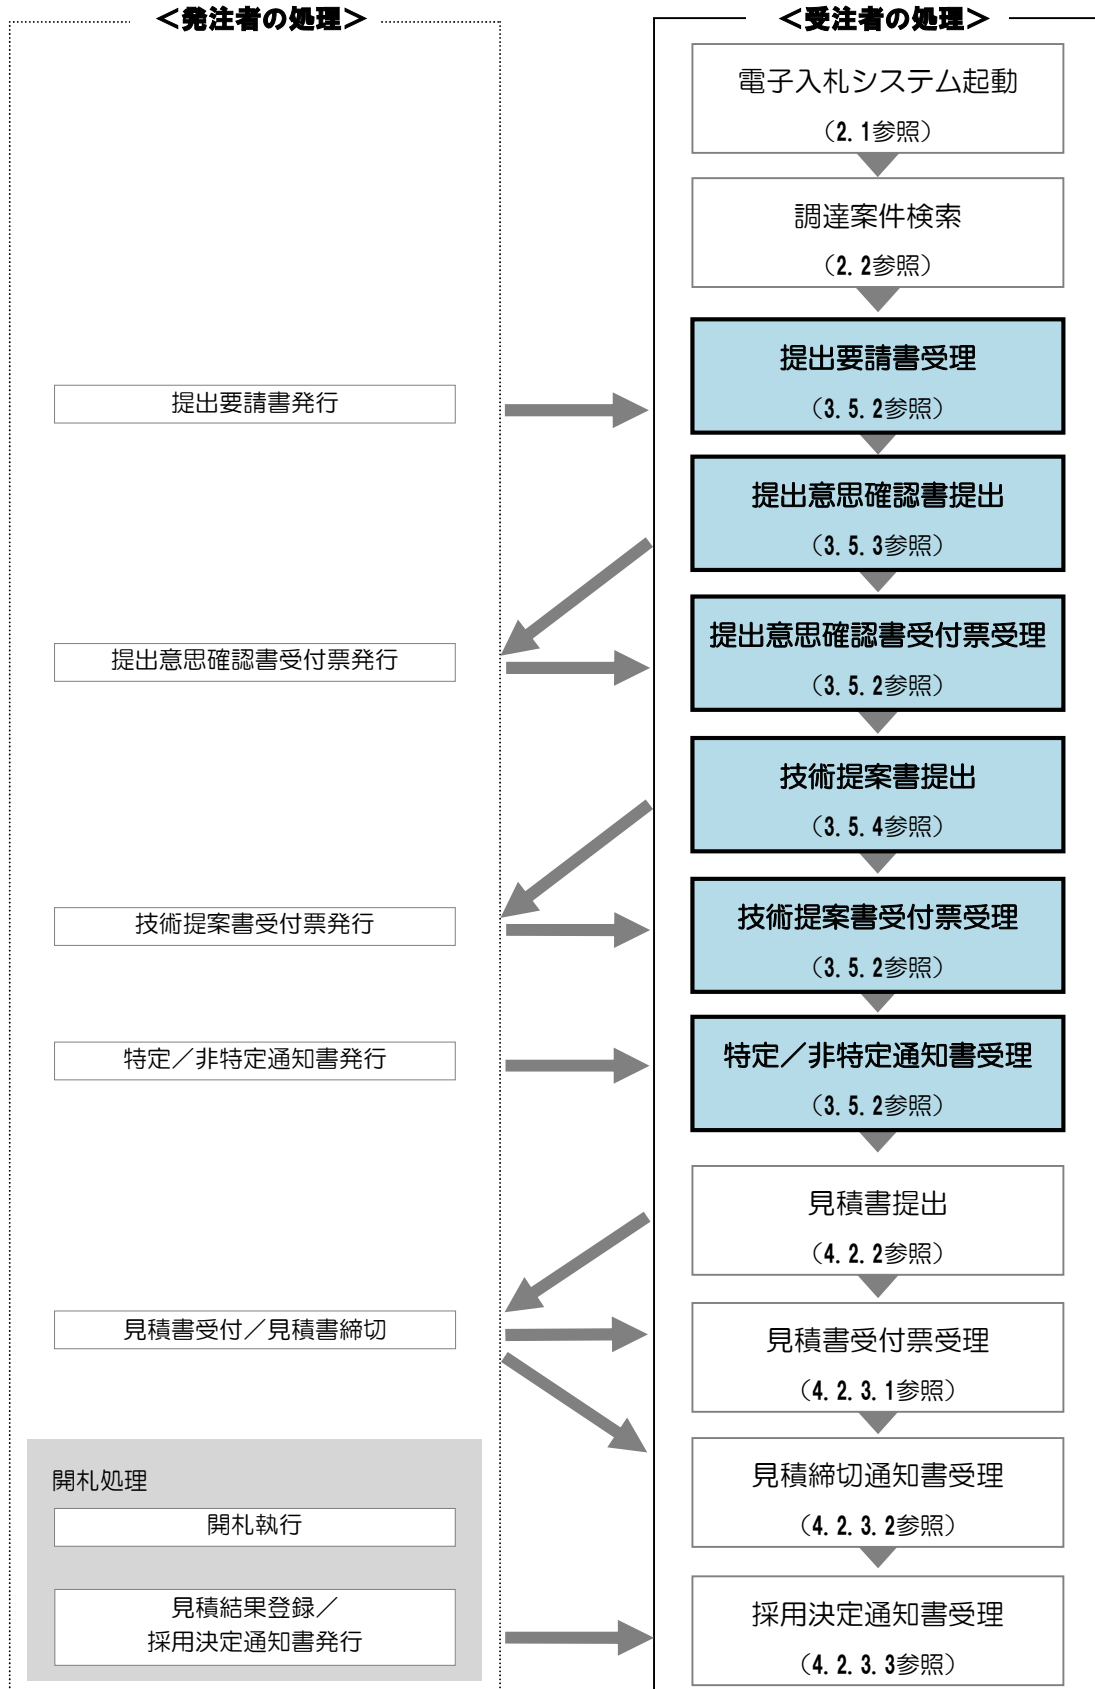 ＜発注者の処理＞
＜受注者の処理＞
電子入札システム起動
（2.1参照）
調達案件検索
（2.2参照）
提出要請書発行
提出要請書受理
（3.5.2参照）
提出意思確認書提出
（3.5.3参照）
提出意思確認書受付票発行
提出意思確認書受付票受理
（3.5.2参照）
技術提案書提出
（3.5.4参照）
技術提案書受付票発行
技術提案書受付票受理
（3.5.2参照）
特定／非特定通知書発行
特定／非特定通知書受理
（3.5.2参照）
見積書提出
（4.2.2参照）
見積書受付／見積書締切
見積書受付票受理
（4.2.3.1参照）
見積締切通知書受理
（4.2.3.2参照）
開札処理
開札執行
見積結果登録／
採用決定通知書発行
採用決定通知書受理
（4.2.3.3参照）